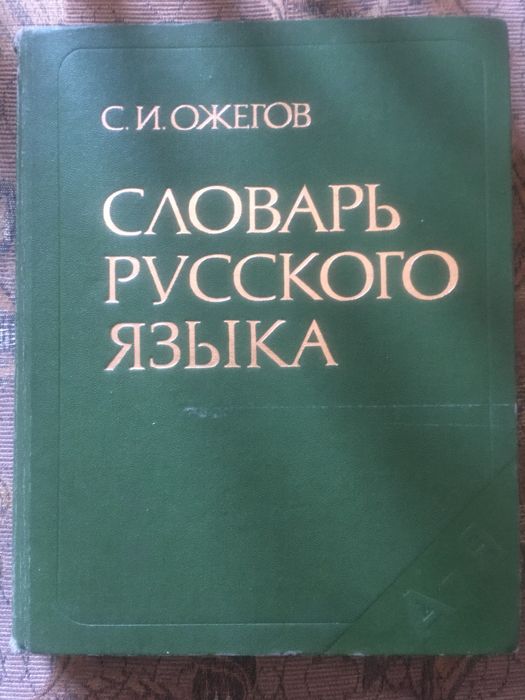 С. И. ОЖЕГОВ
СЛОВАРЬ
РУССКОГО
ЯЗЫКА
А-Я